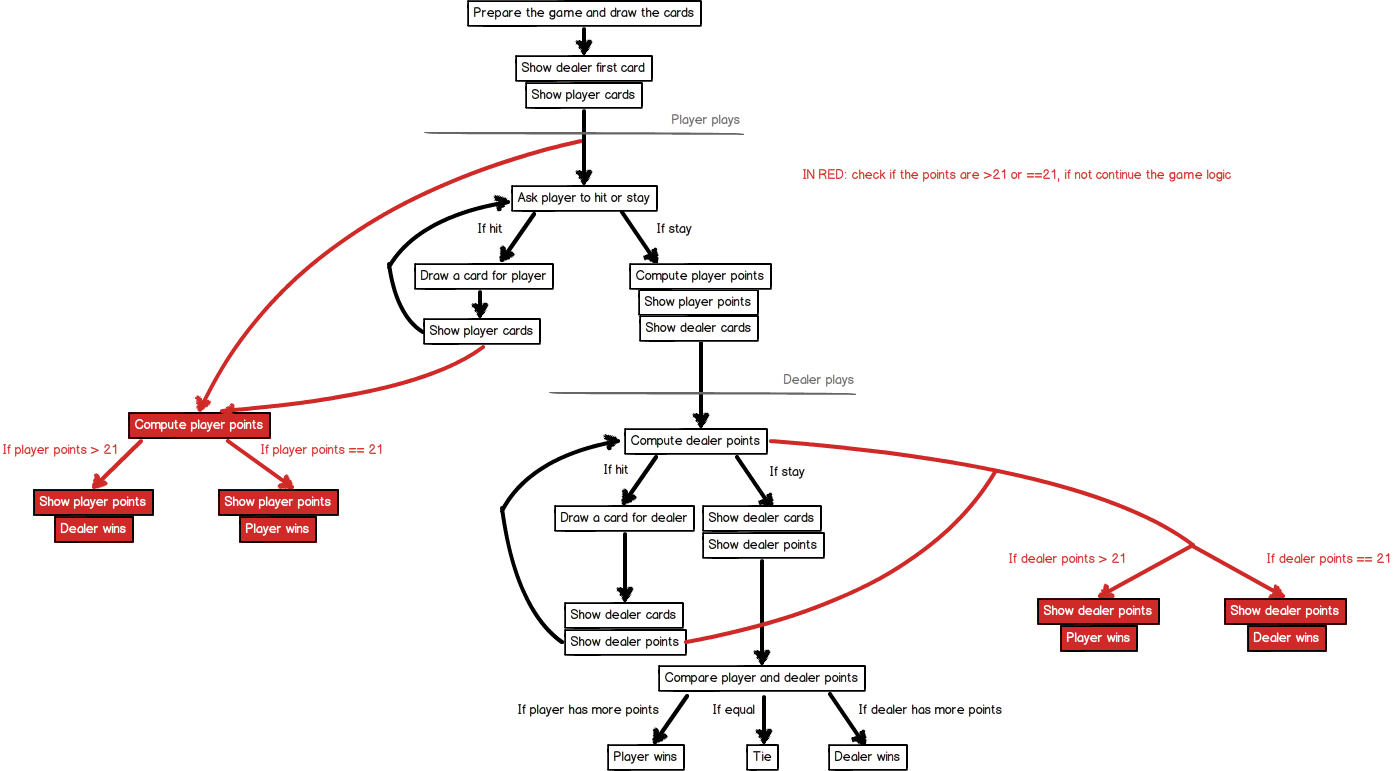 Prepare the game and draw the cards
Show dealer first card
Show player cards
Player plays
IN RED: check if the points are >21 or ==21, if not continue the game logic
Ask player to hit or stay
If hit
If stay
Draw a card for player
Compute player points
Show player points
Show player cards
Show dealer cards
Dealer plays
Compute player points
Compute dealer points
If player points > 21
If player points == 21
If hit
If stay
Show player points
Dealer wins
Show player points
Player wins
Draw a card for dealer
Show dealer cards
Show dealer points
If dealer points > 21
If dealer points == 21
Show dealer cards
Show dealer points
Show dealer points
Player wins
Show dealer points
Dealer wins
Compare player and dealer points
If player has more points
If equal
If dealer has more points
Player wins
Tie
Dealer wins